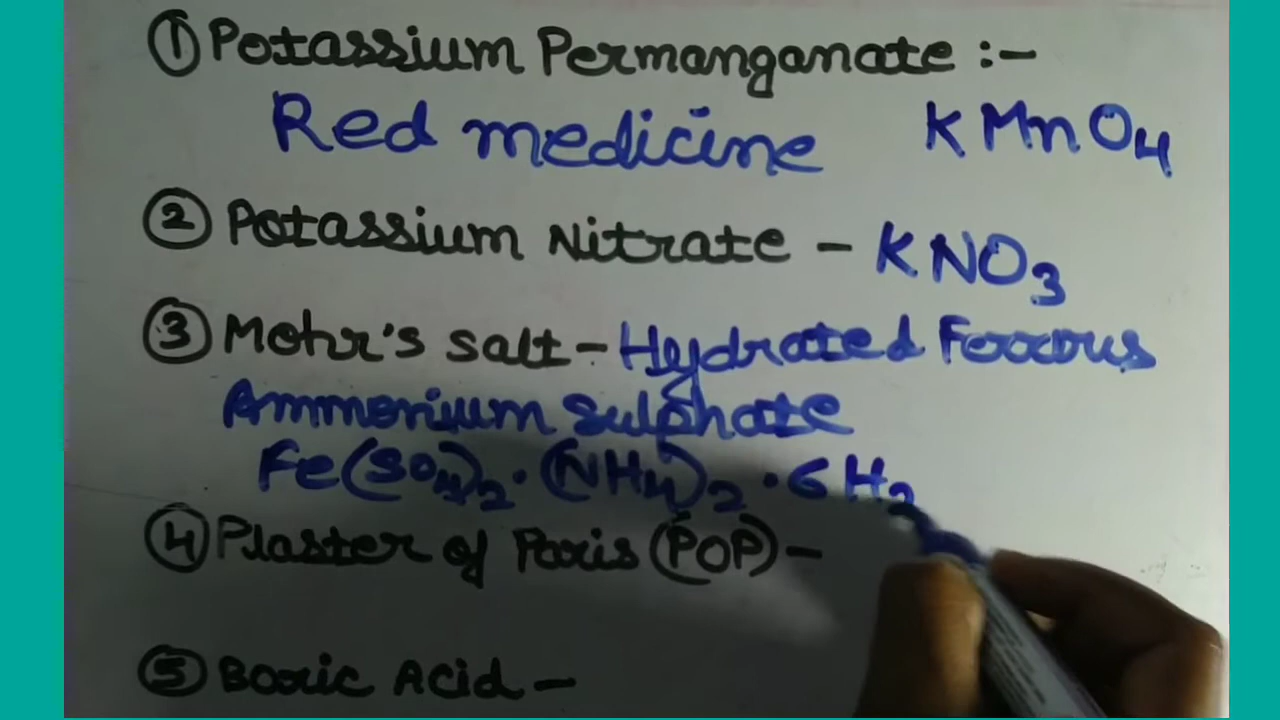 ① Potassium Permanganate :-
Red medicine KMnO₄
② Potassium Nitrate - KNO₃
③ Mohr's salt - Hydrated Ferrous
Ammonium Sulphate
Fe(SO₄)₂·(NH₄)₂·6H₂
④ Plaster of Paris (POP) -
⑤ Boric Acid -